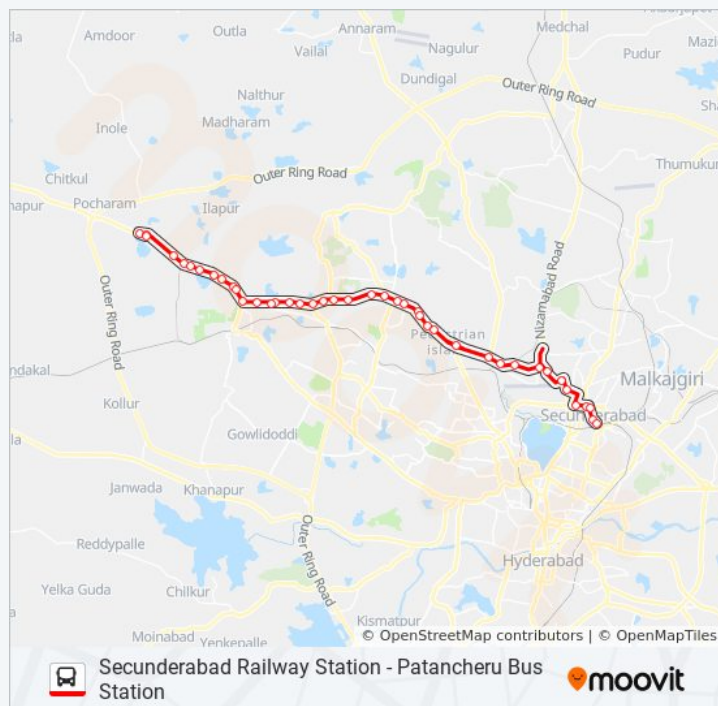 Amdoor
Outla
Annaram
Medchal
Vailal
Nagulur
Pudur
Dundigal
Nalthur
Outer Ring Road
Inole
Madharam
Thumukun
Chitkul
Outer Ring Road
Pocharam
Ilapur
Nizamabad Road
Outer Ring Road
Malkajgiri
Kollur
Secunderabad
Gowlidoddi
Janwada
Khanapur
Outer Ring Road
Reddypalle
Hyderabad
Yelka Guda
Chilkur
Kismatpur
Moinabad
Yenkepalle
© OpenStreetMap contributors | © OpenMapTiles
Secunderabad Railway Station - Patancheru Bus
Station
moovit